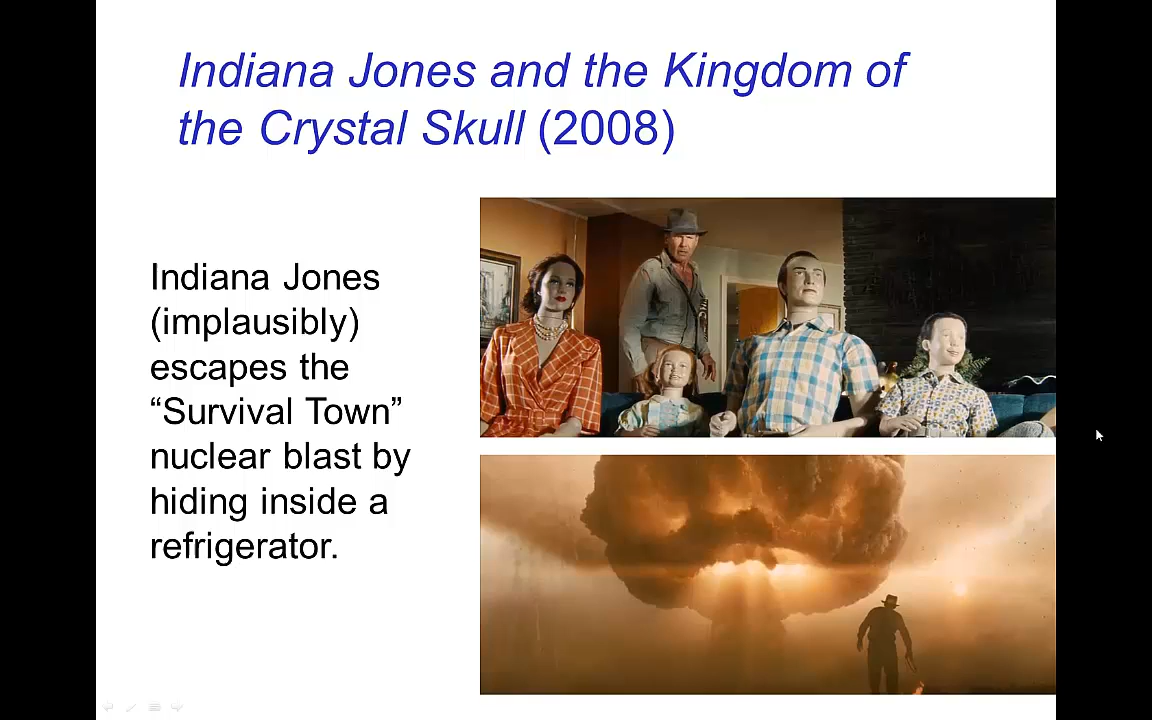 Indiana Jones and the Kingdom of
the Crystal Skull (2008)
Indiana Jones
(implausibly)
escapes the
“Survival Town”
nuclear blast by
hiding inside a
refrigerator.